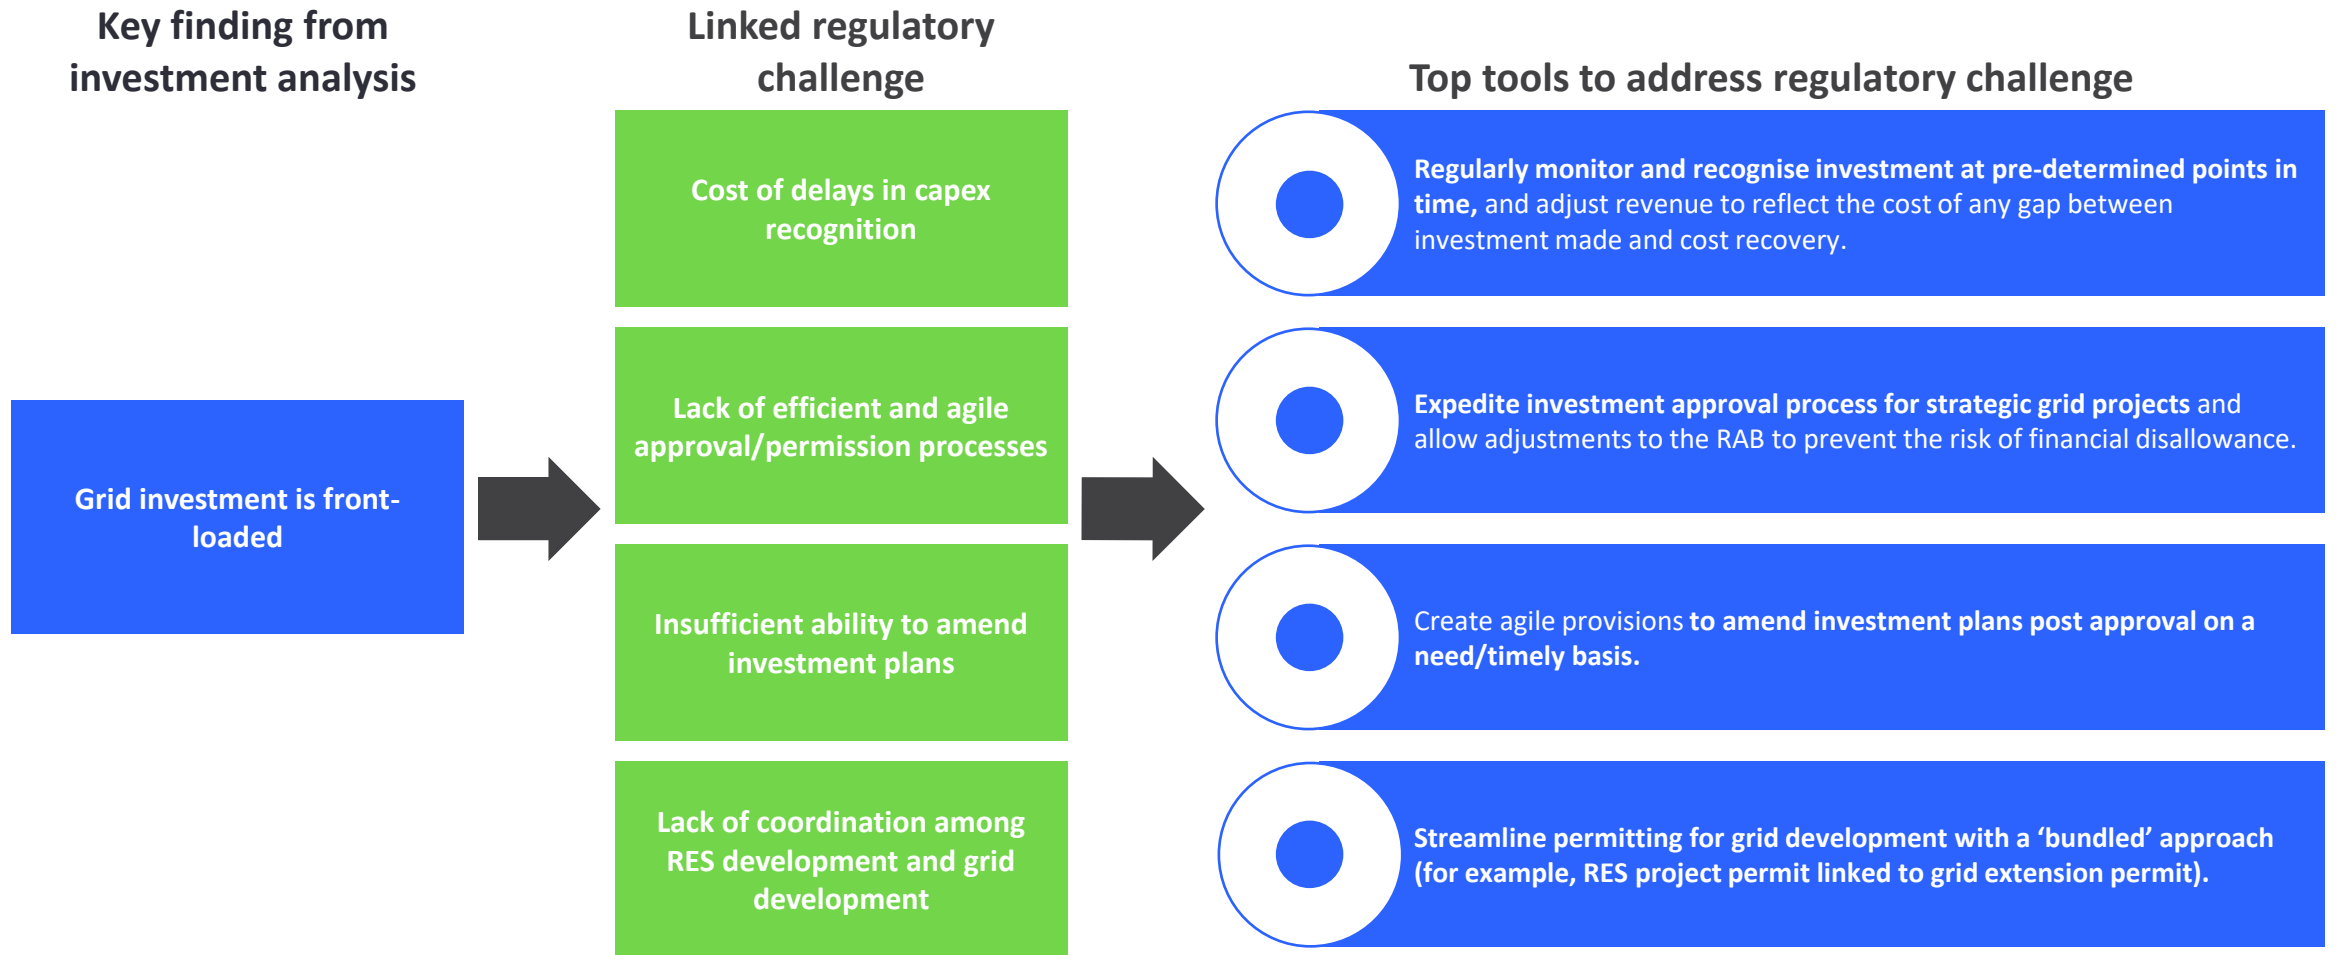 Key finding from
investment analysis
Linked regulatory
challenge
Top tools to address regulatory challenge
Grid investment is front-
loaded
Cost of delays in capex
recognition
Regularly monitor and recognise investment at pre-determined points in
time, and adjust revenue to reflect the cost of any gap between
investment made and cost recovery.
Lack of efficient and agile
approval/permission processes
Expedite investment approval process for strategic grid projects and
allow adjustments to the RAB to prevent the risk of financial disallowance.
Insufficient ability to amend
investment plans
Create agile provisions to amend investment plans post approval on a
need/timely basis.
Lack of coordination among
RES development and grid
development
Streamline permitting for grid development with a ‘bundled’ approach
(for example, RES project permit linked to grid extension permit).